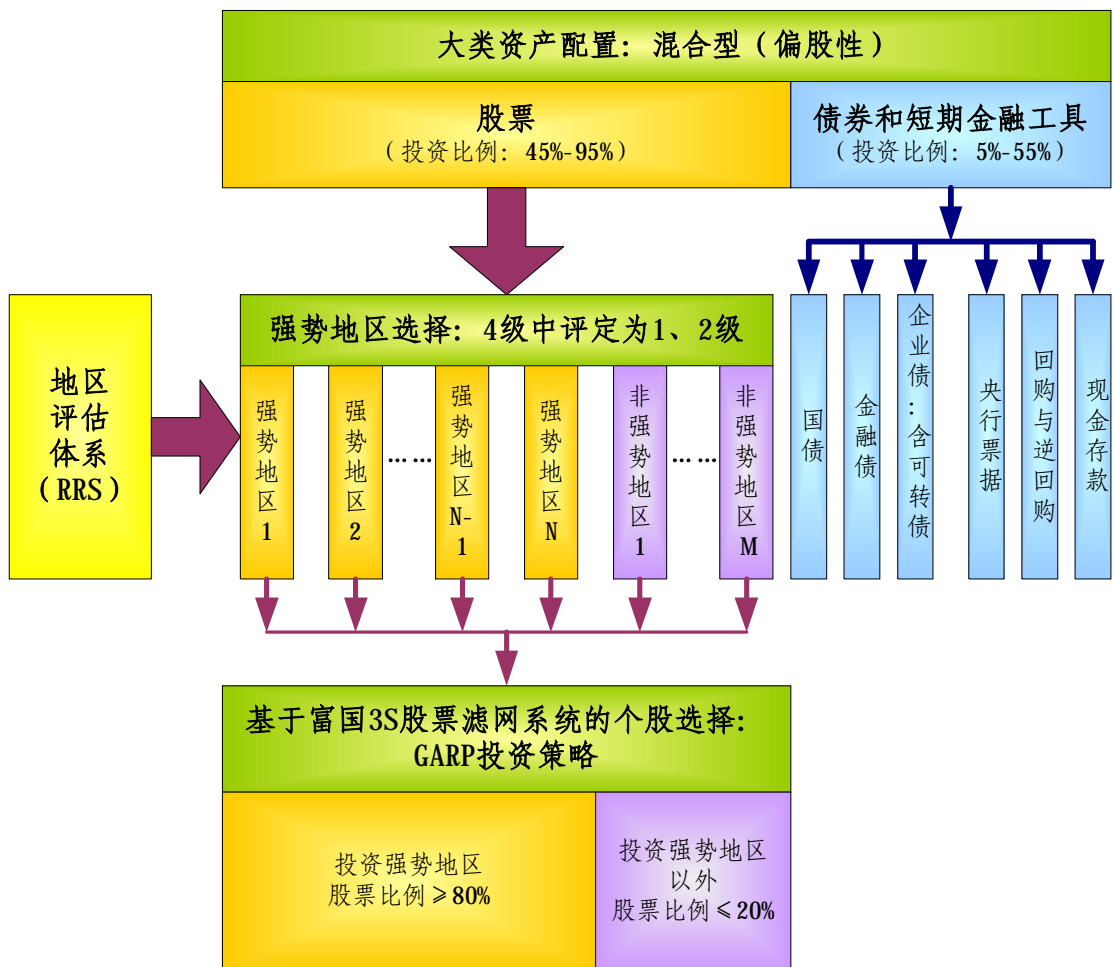 大类资产配置：混合型（偏股性）
股票
（投资比例：45%-95%）
债券和短期金融工具
（投资比例：5%-55%）
地区
评估
体系
（RRS）
强势地区选择：4级中评定为1、2级
强势地区1
强势地区2
……
强势地区N-1
强势地区N
非强势地区1
……
非强势地区M
国债
金融债
企业债：含可转债
央行票据
回购与逆回购
现金存款
基于富国3S股票滤网系统的个股选择：
GARP投资策略
投资强势地区
股票比例≥80%
投资强势地区
以外
股票比例≤20%